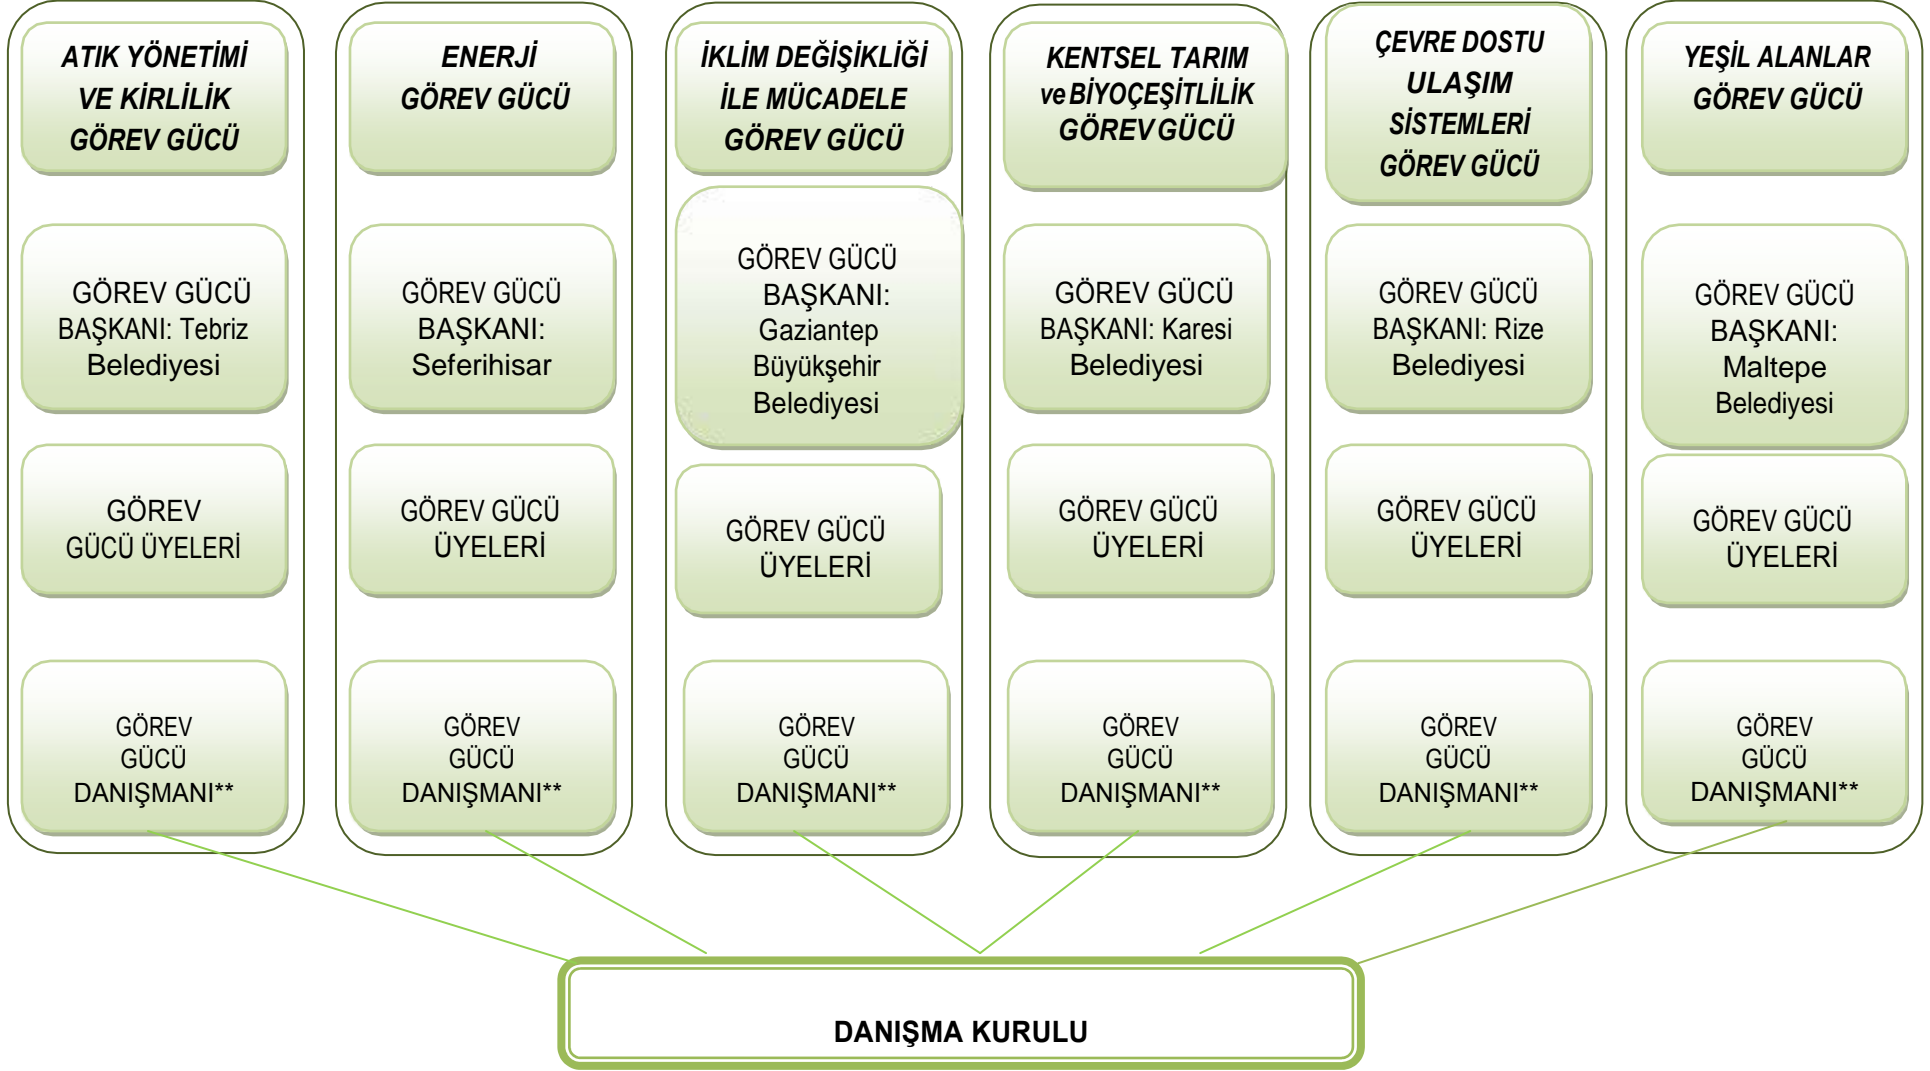 ATIK YÖNETİMİ
VE KİRLİLİK
GÖREV GÜCÜ
GÖREV GÜCÜ
BAŞKANI: Tebriz
Belediyesi
GÖREV
GÜCÜ ÜYELERİ
GÖREV
GÜCÜ
DANIŞMANI**
ENERJİ
GÖREV GÜCÜ
GÖREV GÜCÜ
BAŞKANI:
Seferihisar
GÖREV GÜCÜ
ÜYELERİ
GÖREV
GÜCÜ
DANIŞMANI**
İKLİM DEĞİŞİKLİĞİ
İLE MÜCADELE
GÖREV GÜCÜ
GÖREV GÜCÜ
BAŞKANI:
Gaziantep
Büyükşehir
Belediyesi
GÖREV GÜCÜ
ÜYELERİ
GÖREV
GÜCÜ
DANIŞMANI**
KENTSEL TARIM
ve BİYOÇEŞİTLİLİK
GÖREV GÜCÜ
GÖREV GÜCÜ
BAŞKANI: Karesi
Belediyesi
GÖREV GÜCÜ
ÜYELERİ
GÖREV
GÜCÜ
DANIŞMANI**
ÇEVRE DOSTU
ULAŞIM
SİSTEMLERİ
GÖREV GÜCÜ
GÖREV GÜCÜ
BAŞKANI: Rize
Belediyesi
GÖREV GÜCÜ
ÜYELERİ
GÖREV
GÜCÜ
DANIŞMANI**
YEŞİL ALANLAR
GÖREV GÜCÜ
GÖREV GÜCÜ
BAŞKANI:
Maltepe
Belediyesi
GÖREV GÜCÜ
ÜYELERİ
GÖREV
GÜCÜ
DANIŞMANI**
DANIŞMA KURULU